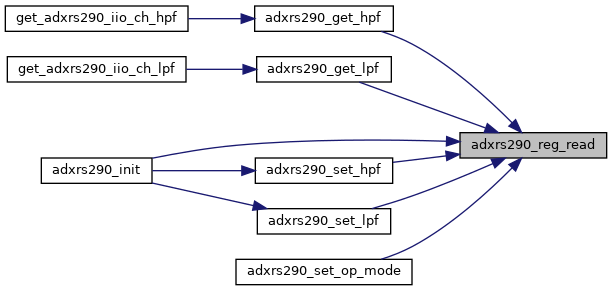 get_adxrs290_iio_ch_hpf
adxrs290_get_hpf
get_adxrs290_iio_ch_lpf
adxrs290_get_lpf
adxrs290_reg_read
adxrs290_init
adxrs290_set_hpf
adxrs290_set_lpf
adxrs290_set_op_mode